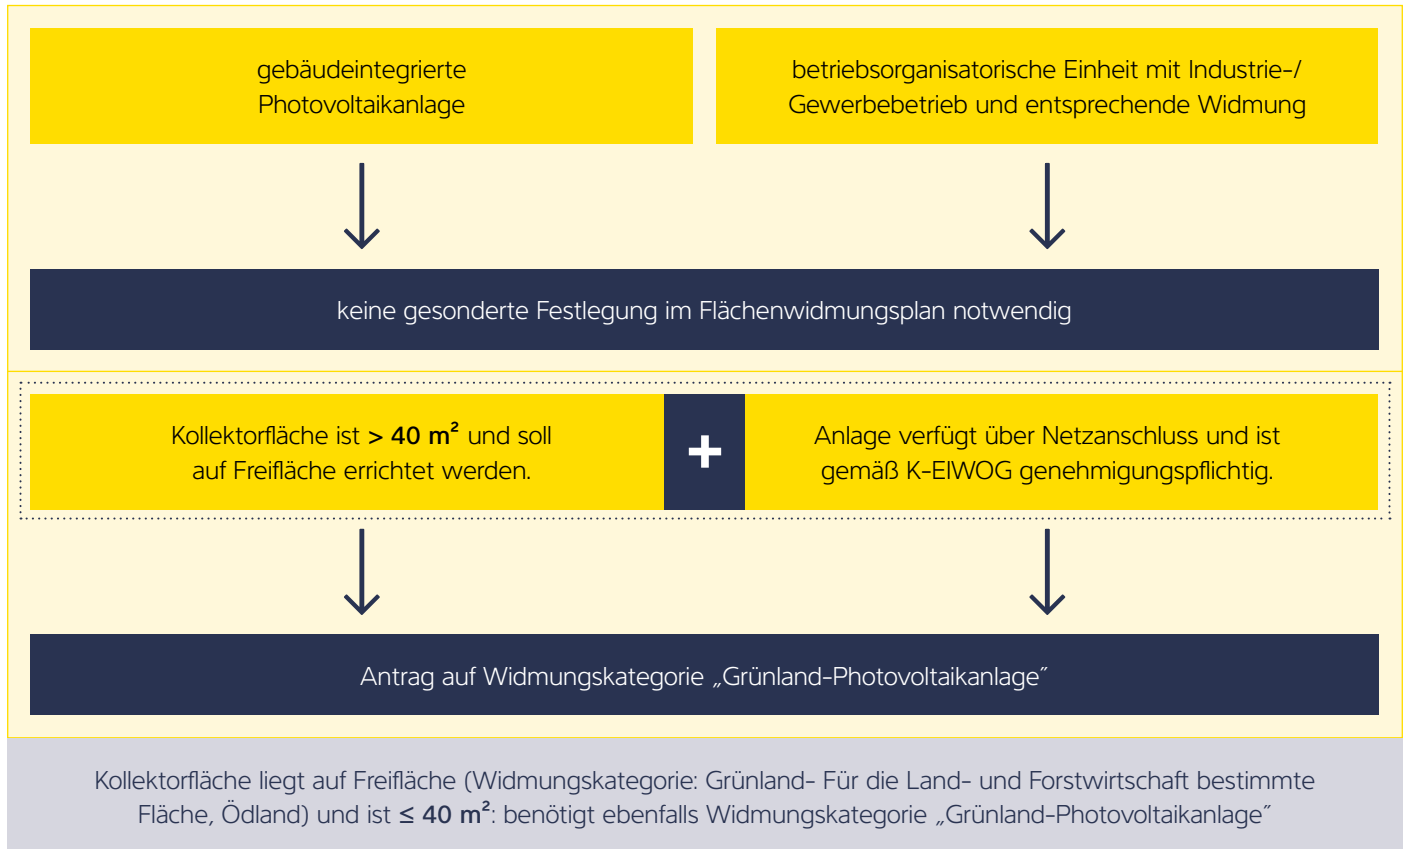 gebäudeintegrierte
Photovoltaikanlage
betriebsorganisatorische Einheit mit Industrie-/
Gewerbebetrieb und entsprechende Widmung
keine gesonderte Festlegung im Flächenwidmungsplan notwendig
Kollektorfläche ist > 40 m² und soll
auf Freifläche errichtet werden.
+
Anlage verfügt über Netzanschluss und ist
gemäß K-ElWOG genehmigungspflichtig.
Antrag auf Widmungskategorie „Grünland-Photovoltaikanlage˝
Kollektorfläche liegt auf Freifläche (Widmungskategorie: Grünland- Für die Land- und Forstwirtschaft bestimmte
Fläche, Ödland) und ist ≤ 40 m²: benötigt ebenfalls Widmungskategorie „Grünland-Photovoltaikanlage˝